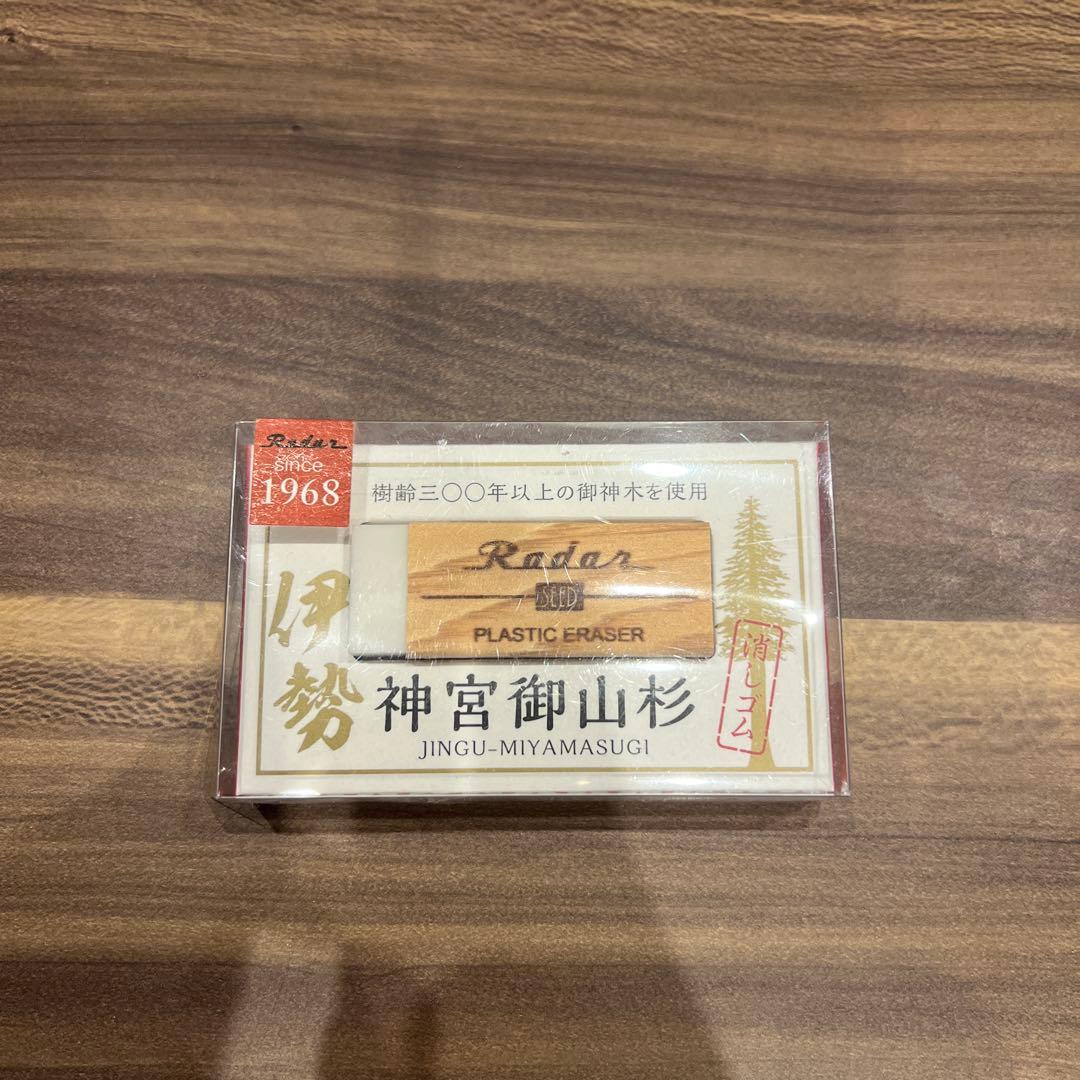 Radar
since
1968
樹齢三〇〇年以上の御神木を使用
Radar
SEED
PLASTIC ERASER
伊勢
神宮御山杉
JINGU-MIYAMASUGI
消しゴム